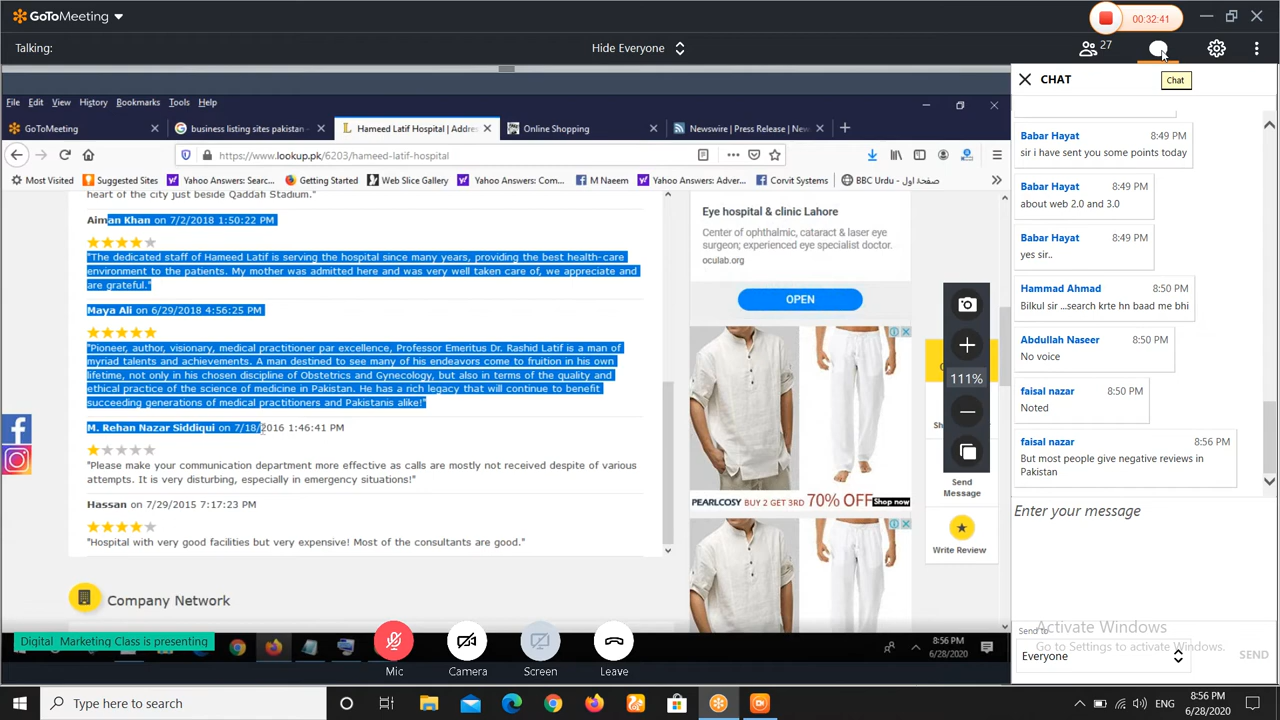 GoToMeeting
00:32:41
Talking:
Hide Everyone
27
CHAT
Chat
File Edit View History Bookmarks Tools Help
GoToMeeting
business listing sites pakistan -
Hameed Latif Hospital | Addres
Online Shopping
Newswire | Press Release | New
https://www.lookup.pk/6203/hameed-latif-hospital
Most Visited
Suggested Sites
Yahoo Answers: Searc...
Getting Started
Web Slice Gallery
Yahoo Answers: Com...
M Naeem
Yahoo Answers: Adver...
Corvit Systems
BBC Urdu - صفحۂ اول
heart of the city just beside Qaddafi Stadium."
Aiman Khan on 7/2/2018 1:50:22 PM
"The dedicated staff of Hameed Latif is serving the hospital since many years, providing the best health-care
environment to the patients. My mother was admitted here and was very well taken care of, we appreciate and
are grateful."
Maya Ali on 6/29/2018 4:56:25 PM
"Pioneer, author, visionary, medical practitioner par excellence, Professor Emeritus Dr. Rashid Latif is a man of
myriad talents and achievements. A man destined to see many of his endeavors come to fruition in his own
lifetime, not only in his chosen discipline of Obstetrics and Gynecology, but also in terms of the quality and
ethical practice of the science of medicine in Pakistan. He has a rich legacy that will continue to benefit
succeeding generations of medical practitioners and Pakistanis alike!"
M. Rehan Nazar Siddiqui on 7/18/2016 1:46:41 PM
"Please make your communication department more effective as calls are mostly not received despite of various
attempts. It is very disturbing, especially in emergency situations!"
Hassan on 7/29/2015 7:17:23 PM
"Hospital with very good facilities but very expensive! Most of the consultants are good."
Company Network
Eye hospital & clinic Lahore
Center of ophthalmic, cataract & laser eye
surgeon; experienced eye specialist doctor.
oculab.org
OPEN
PEARLCOSY BUY 2 GET 3RD 70% OFF Shop now
111%
Send
Message
Write Review
Babar Hayat 8:49 PM
sir i have sent you some points today
Babar Hayat 8:49 PM
about web 2.0 and 3.0
Babar Hayat 8:49 PM
yes sir..
Hammad Ahmad 8:50 PM
Bilkul sir ...search krte hn baad me bhi
Abdullah Naseer 8:50 PM
No voice
faisal nazar 8:50 PM
Noted
faisal nazar 8:56 PM
But most people give negative reviews in
Pakistan
Enter your message
Send to
Everyone
SEND
Activate Windows
Go to Settings to activate Windows.
Digital Marketing Class is presenting
Mic
Camera
Screen
Leave
8:56 PM
6/28/2020
Type here to search
ENG
8:56 PM
6/28/2020